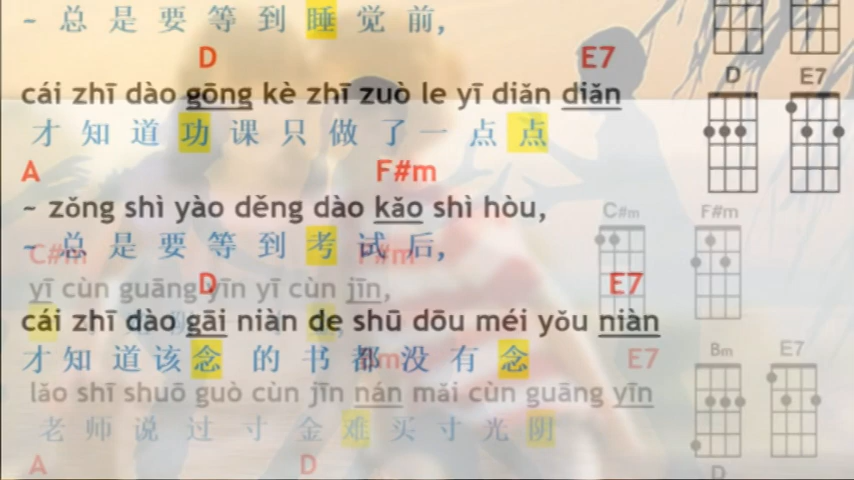 ~ 总 是 要 等 到 睡 觉 前,
D E7
cái zhī dào gōng kè zhī zuò le yī diǎn diǎn
才 知 道 功 课 只 做 了 一 点 点
A F#m
~ zǒng shì yào děng dào kǎo shì hòu,
~ 总 是 要 等 到 考 试 后,
C#m F#m
yī cùn guāng yīn yī cùn jīn,
D E7
cái zhī dào gāi niàn de shū dōu méi yǒu niàn
才 知 道 该 念 的 书 都 没 有 念
E7
lǎo shī shuō guò cùn jīn nán mǎi cùn guāng yīn
老 师 说 过 寸 金 难 买 寸 光 阴
A D
D E7
C#m F#m
Bm E7
D